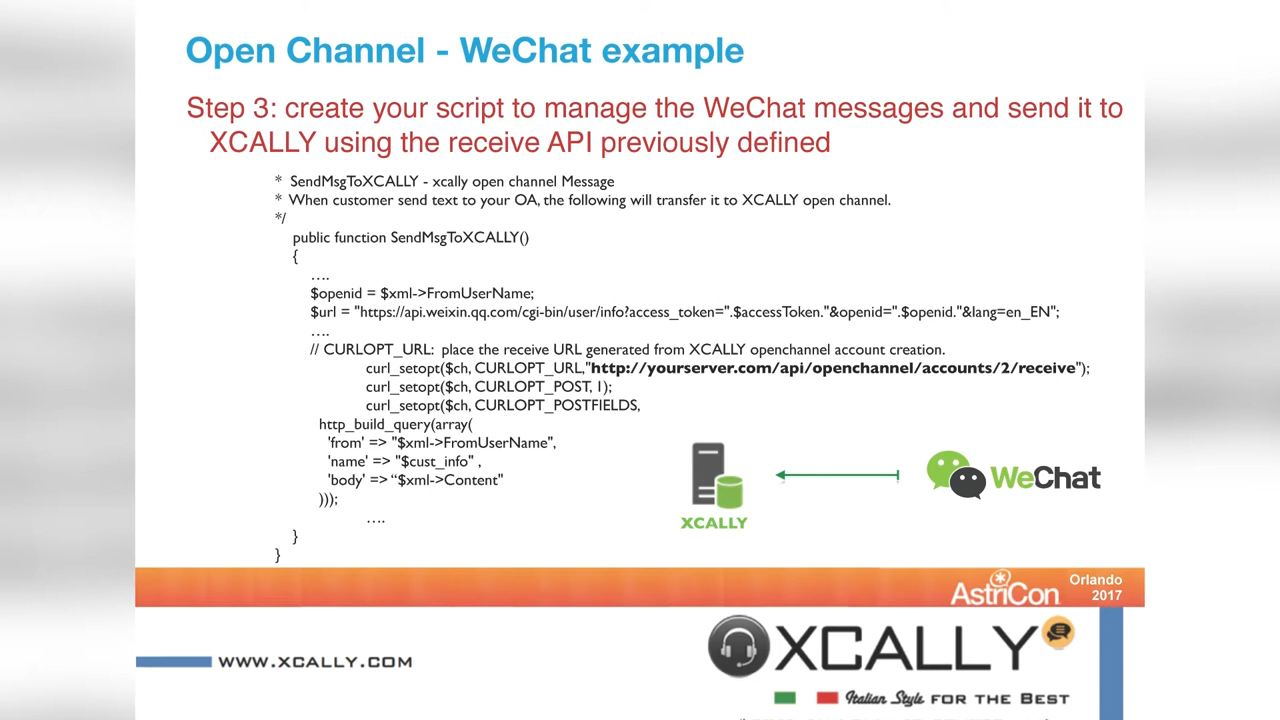 Open Channel - WeChat example
Step 3: create your script to manage the WeChat messages and send it to
XCALLY using the receive API previously defined
* SendMsgToXCALLY - xcally open channel Message
* When customer send text to your OA, the following will transfer it to XCALLY open channel.
*/
public function SendMsgToXCALLY()
{
....
$openid = $xml->FromUserName;
$url = "https://api.weixin.qq.com/cgi-bin/user/info?access_token=".$accessToken."&openid=".$openid."&lang=en_EN";
....
// CURLOPT_URL: place the receive URL generated from XCALLY openchannel account creation.
curl_setopt($ch, CURLOPT_URL,"http://yourserver.com/api/openchannel/accounts/2/receive");
curl_setopt($ch, CURLOPT_POST, 1);
curl_setopt($ch, CURLOPT_POSTFIELDS,
http_build_query(array(
'from' => "$xml->FromUserName",
'name' => "$cust_info" ,
'body' => “$xml->Content"
)));
....
}
}
XCALLY
WeChat
AstriCon
Orlando
2017
WWW.XCALLY.COM
XCALLY
Italian Style FOR THE BEST